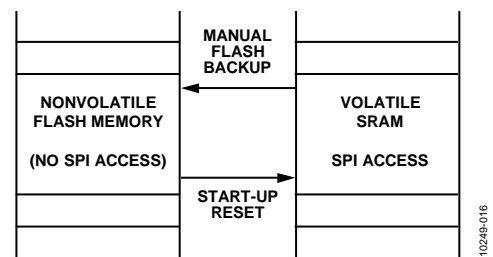 MANUAL
FLASH
BACKUP
NONVOLATILE
FLASH MEMORY
(NO SPI ACCESS)
VOLATILE
SRAM
SPI ACCESS
START-UP
RESET
10249-016